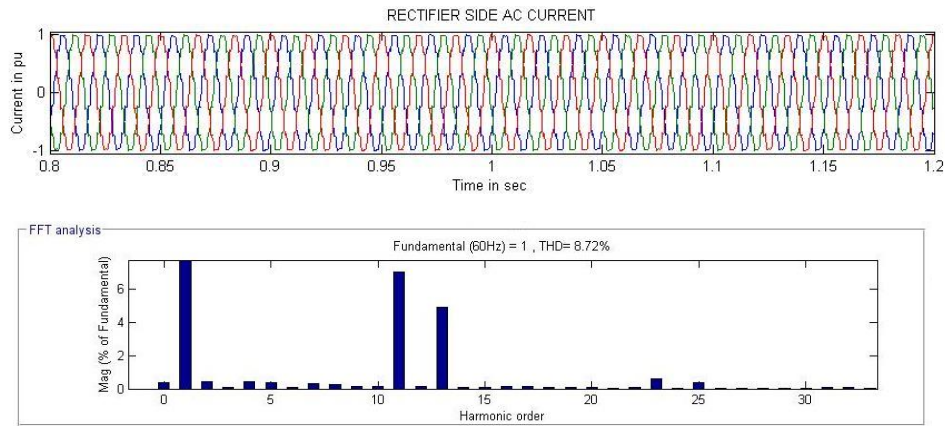 RECTIFIER SIDE AC CURRENT
Current in pu
1
0
-1
0.8 0.85 0.9 0.95 1 1.05 1.1 1.15 1.2
Time in sec
FFT analysis
Fundamental (60Hz) = 1 , THD= 8.72%
Mag (% of Fundamental)
6
4
2
0
0 5 10 15 20 25 30
Harmonic order